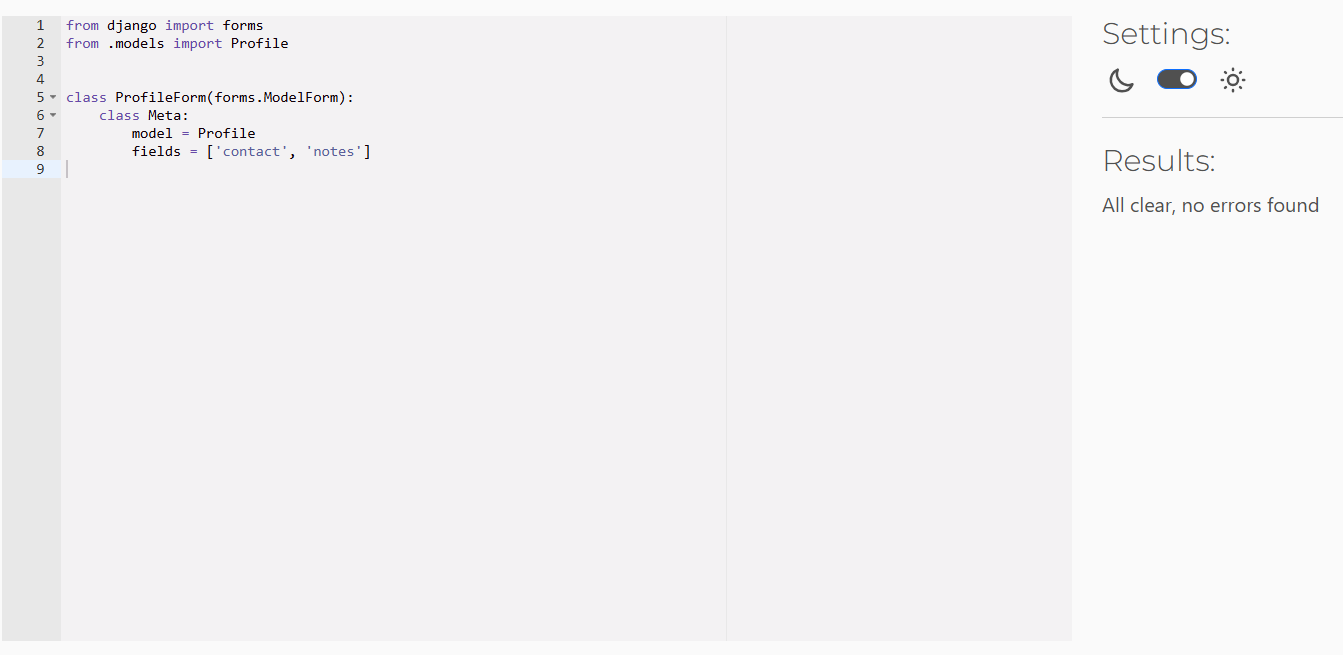 1 from django import forms
2 from .models import Profile
3
4
5 class ProfileForm(forms.ModelForm):
6     class Meta:
7         model = Profile
8         fields = ['contact', 'notes']
9
Settings:
Results:
All clear, no errors found